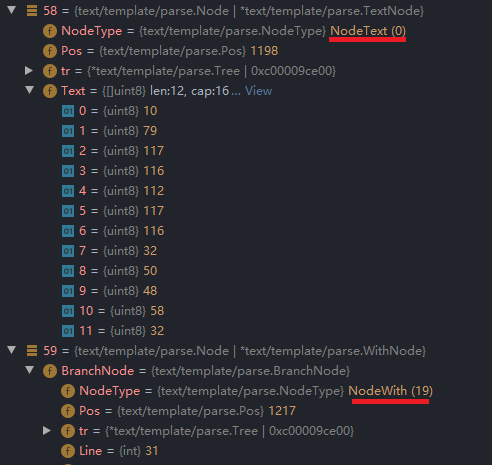 58 = {text/template/parse.Node | *text/template/parse.TextNode}
NodeType = {text/template/parse.NodeType} NodeText (0)
Pos = {text/template/parse.Pos} 1198
tr = {*text/template/parse.Tree | 0xc00009ce00}
Text = {[]uint8} len:12, cap:16... View
01 0 = {uint8} 10
01 1 = {uint8} 79
01 2 = {uint8} 117
01 3 = {uint8} 116
01 4 = {uint8} 112
01 5 = {uint8} 117
01 6 = {uint8} 116
01 7 = {uint8} 32
01 8 = {uint8} 50
01 9 = {uint8} 48
01 10 = {uint8} 58
01 11 = {uint8} 32
59 = {text/template/parse.Node | *text/template/parse.WithNode}
f BranchNode = {text/template/parse.BranchNode}
f NodeType = {text/template/parse.NodeType} NodeWith (19)
f Pos = {text/template/parse.Pos} 1217
f tr = {*text/template/parse.Tree | 0xc00009ce00}
f Line = {int} 31